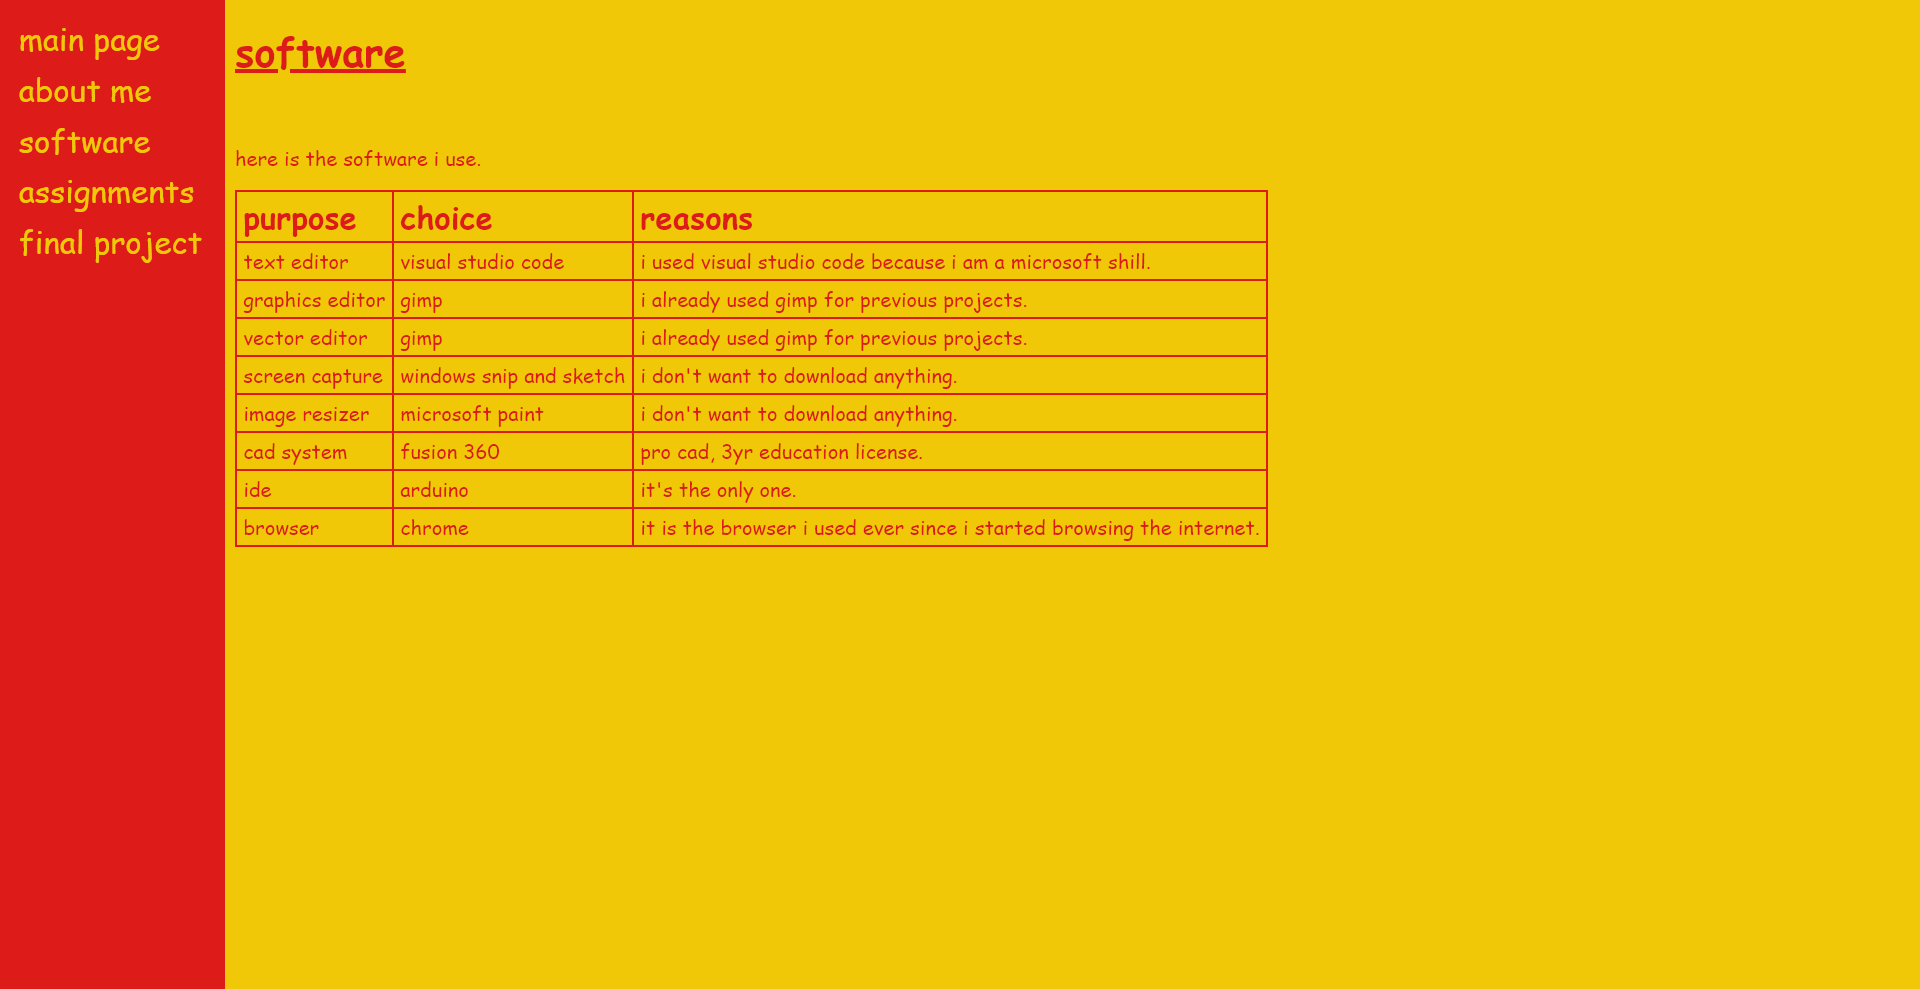 main page
about me
software
assignments
final project
software
here is the software i use.
purpose choice reasons
text editor visual studio code i used visual studio code because i am a microsoft shill.
graphics editor gimp i already used gimp for previous projects.
vector editor gimp i already used gimp for previous projects.
screen capture windows snip and sketch i don't want to download anything.
image resizer microsoft paint i don't want to download anything.
cad system fusion 360 pro cad, 3yr education license.
ide arduino it's the only one.
browser chrome it is the browser i used ever since i started browsing the internet.